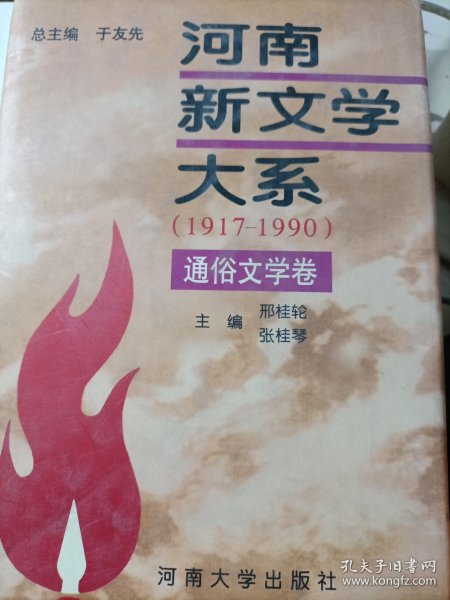 总主编 于友先
河南
新文学
大系
(1917-1990)
通俗文学卷
主编 邢桂轮
张桂琴
河南大学出版社
孔夫子旧书网
www.kongfz.com